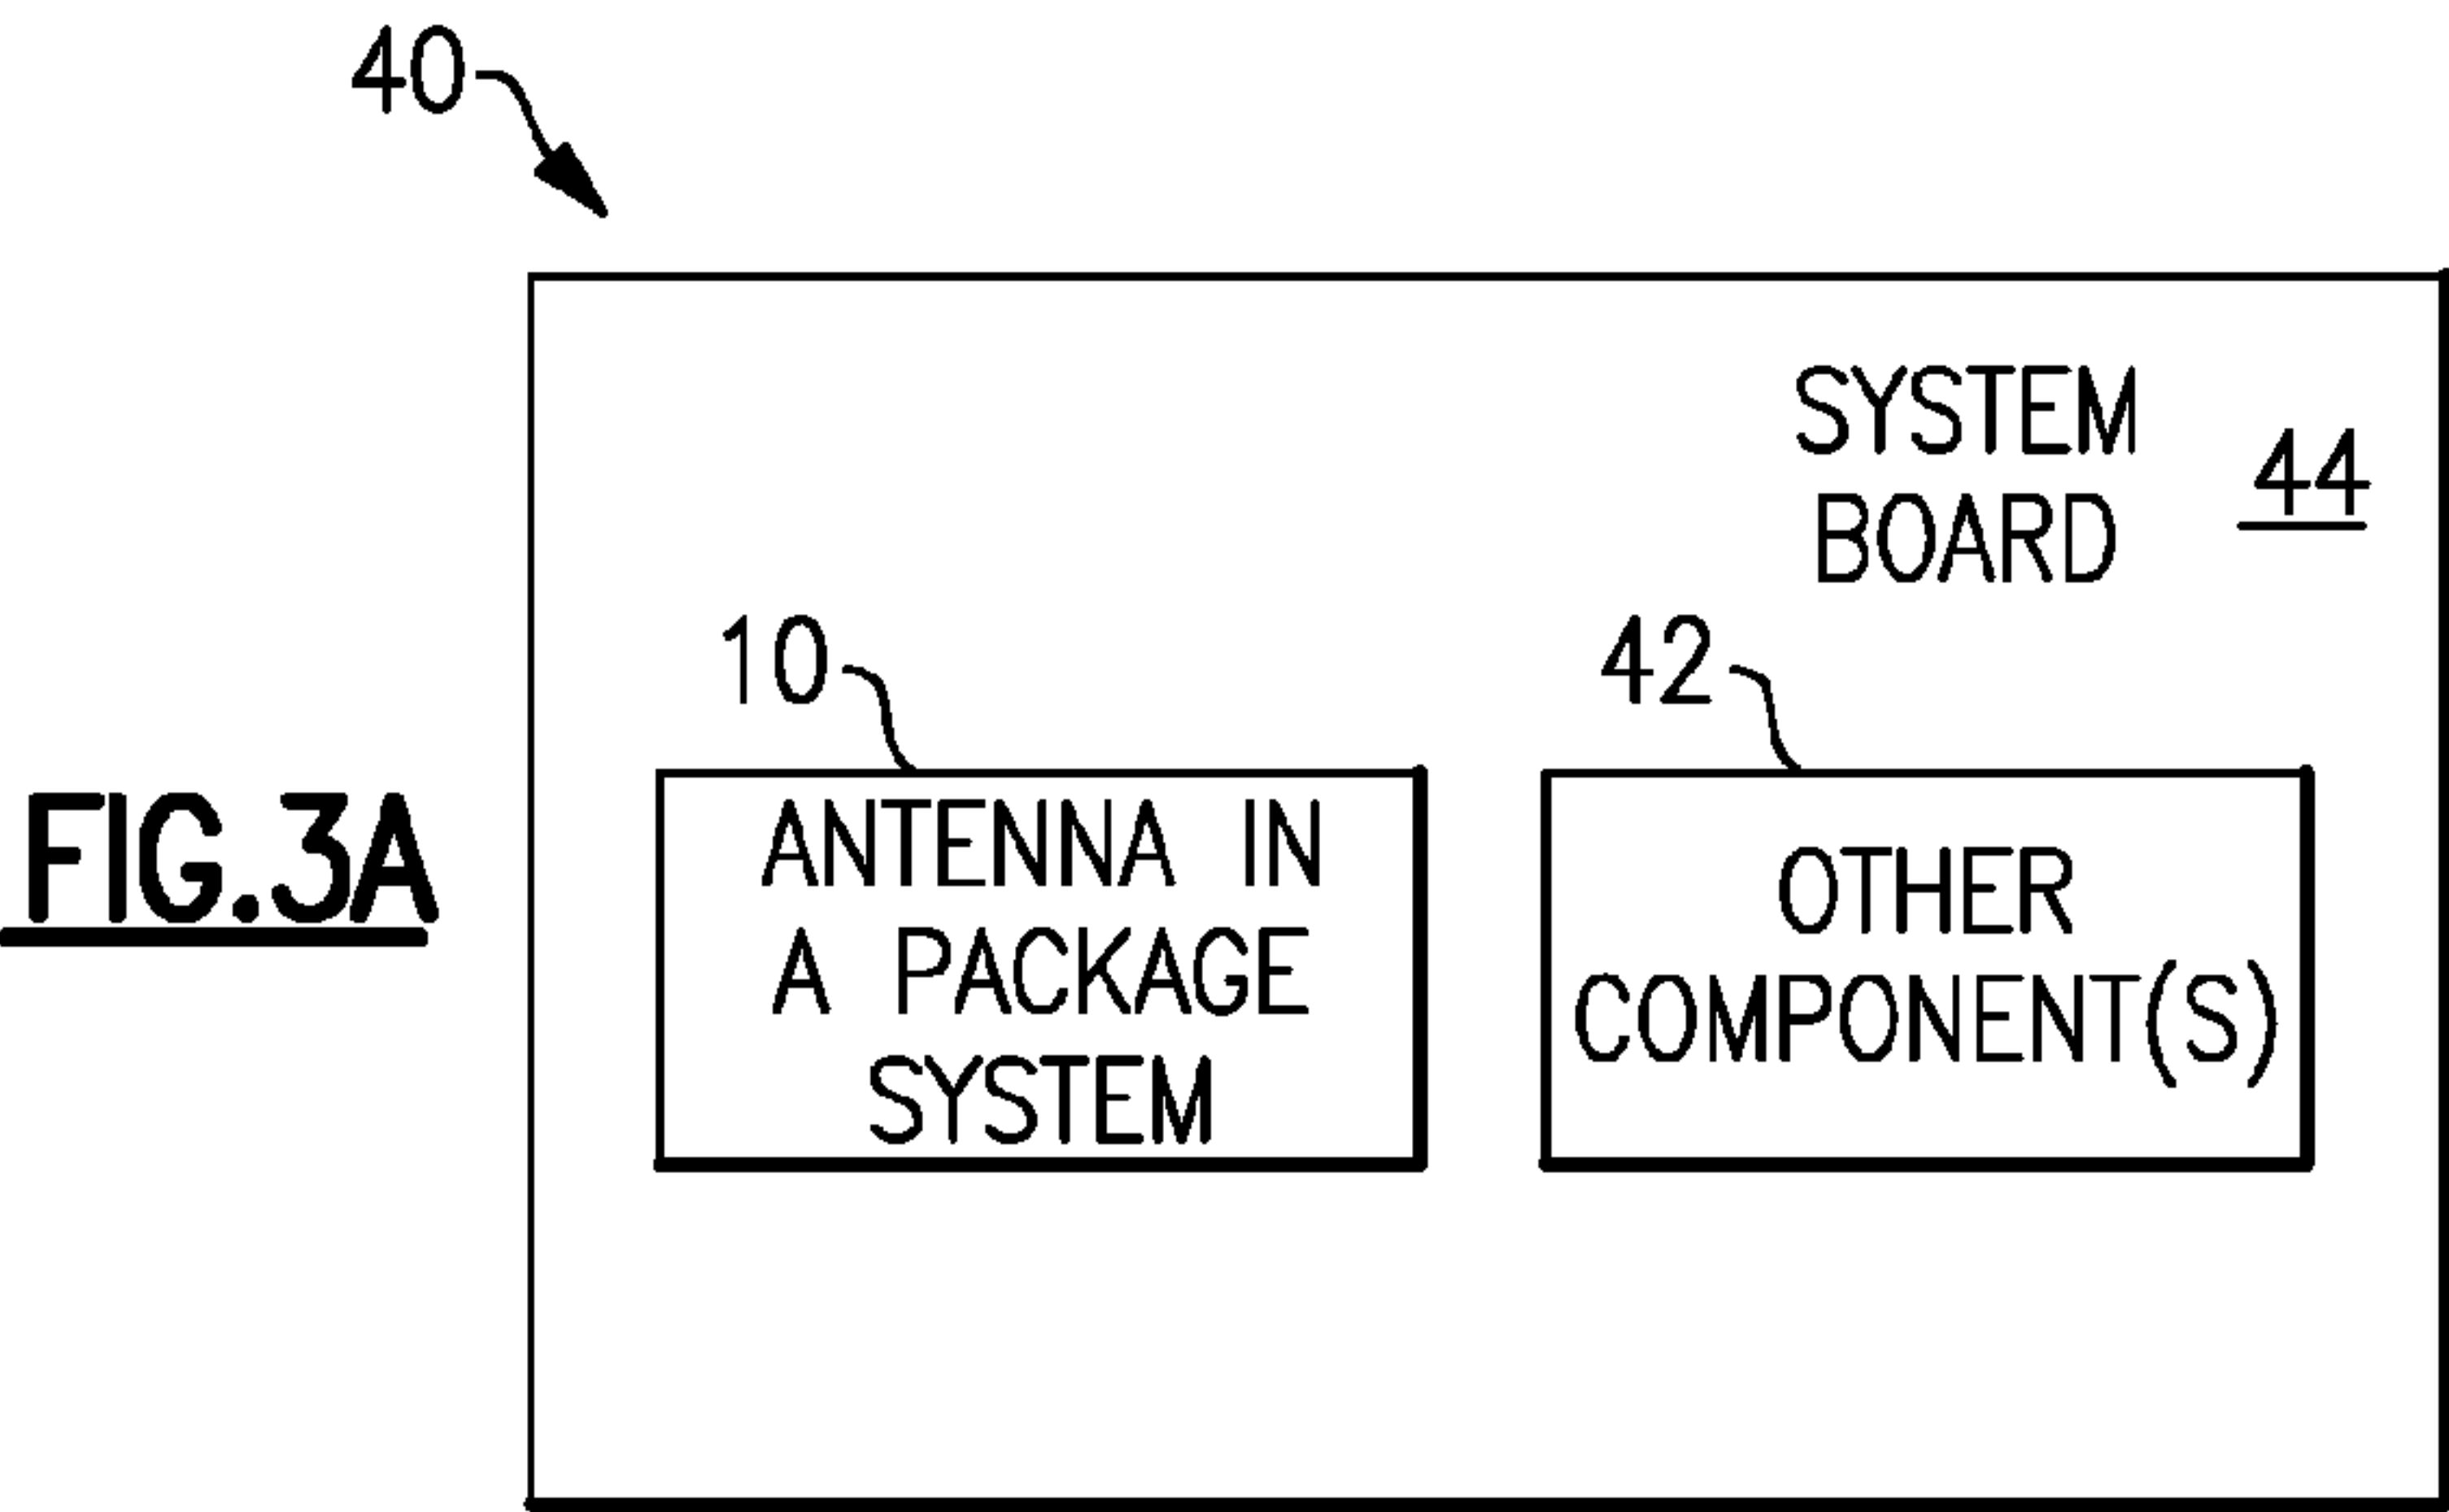 40
SYSTEM
BOARD
44
10
42
ANTENNA IN
A PACKAGE
SYSTEM
OTHER
COMPONENT(S)
FIG.3A